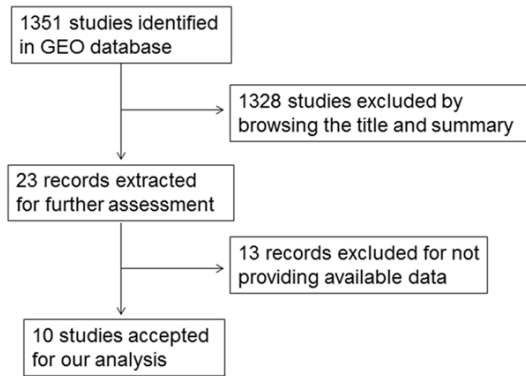 1351 studies identified
in GEO database
1328 studies excluded by
browsing the title and summary
23 records extracted
for further assessment
13 records excluded for not
providing available data
10 studies accepted
for our analysis